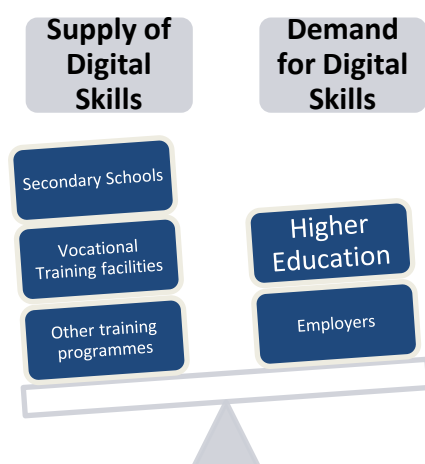 Supply of
Digital
Skills
Demand
for Digital
Skills
Secondary Schools
Vocational
Training facilities
Other training
programmes
Higher
Education
Employers